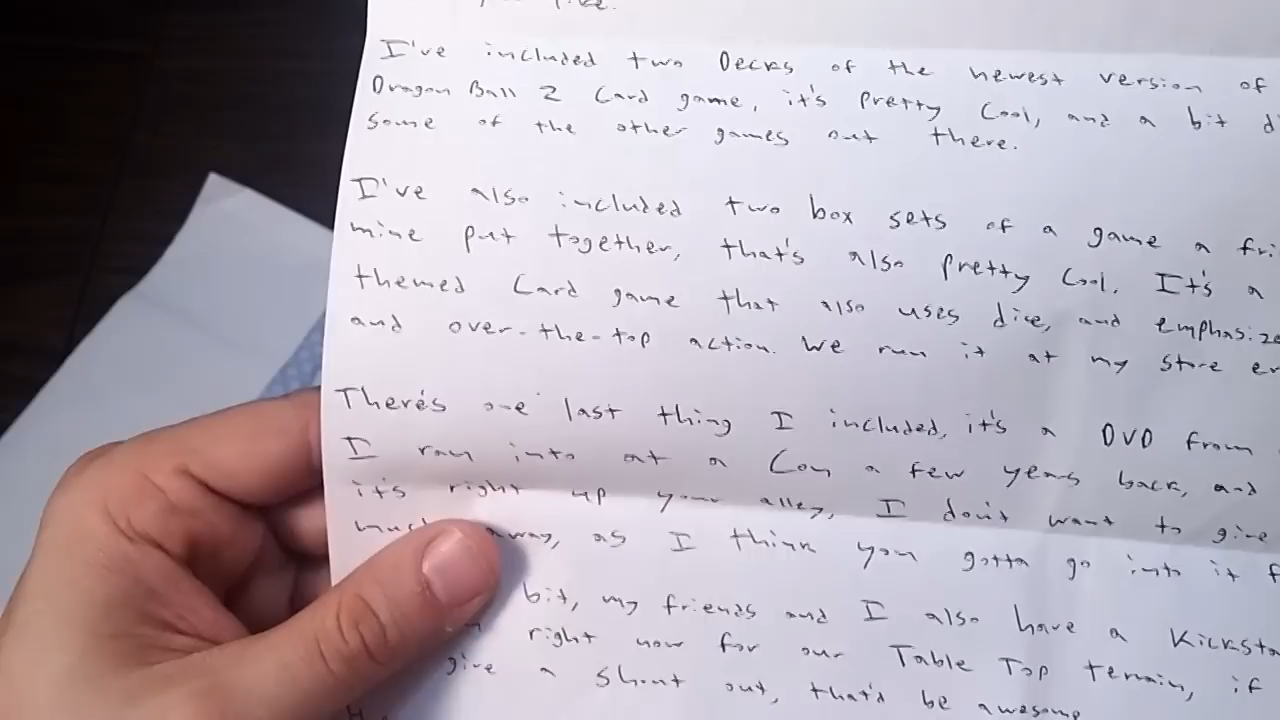 like.
I've included two Decks of the newest version of
Dragon Ball Z Card game, it's pretty Cool, and a bit
some of the other games out there.
I've also included two box sets of a game a
mine put together, that's also pretty Cool. It's a
themed Card game that also uses dice, and
and over-the-top action. We run it at my store
There's one last thing I included, it's a DVD from
I ran into at a Con a few years back, and
it's right up your alley, I don't want to give
much away, as I think you gotta go into it
bit, my friends and I also have a
right now for our Table Top terrain, if
give a shout out, that'd be awesome